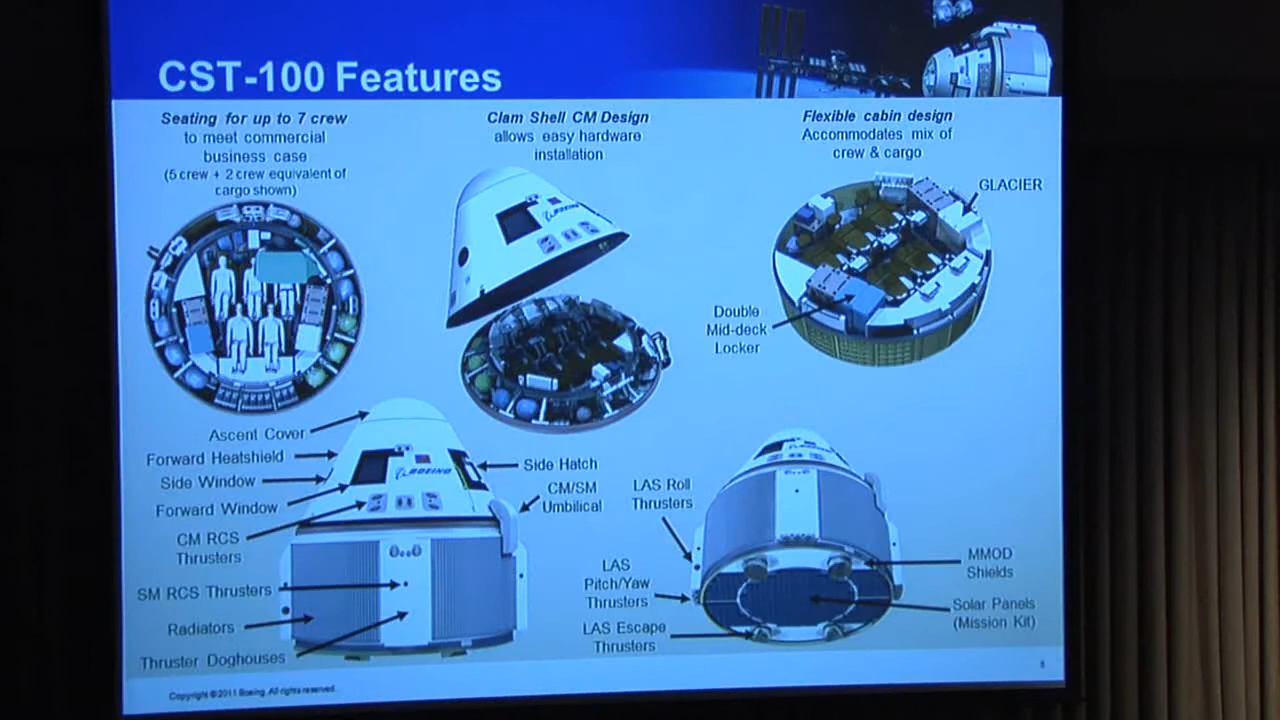 CST-100 Features
Seating for up to 7 crew
to meet commercial
business case
(5 crew + 2 crew equivalent of
cargo shown)
Clam Shell CM Design
allows easy hardware
installation
Flexible cabin design
Accommodates mix of
crew & cargo
GLACIER
Double
Mid-deck
Locker
BOEING
Ascent Cover
Forward Heatshield
Side Window
Forward Window
CM RCS
Thrusters
SM RCS Thrusters
Radiators
Thruster Doghouses
BOEING
Side Hatch
CM/SM
Umbilical
LAS Roll
Thrusters
LAS
Pitch/Yaw
Thrusters
LAS Escape
Thrusters
MMOD
Shields
Solar Panels
(Mission Kit)
Copyright © 2011 Boeing. All rights reserved.